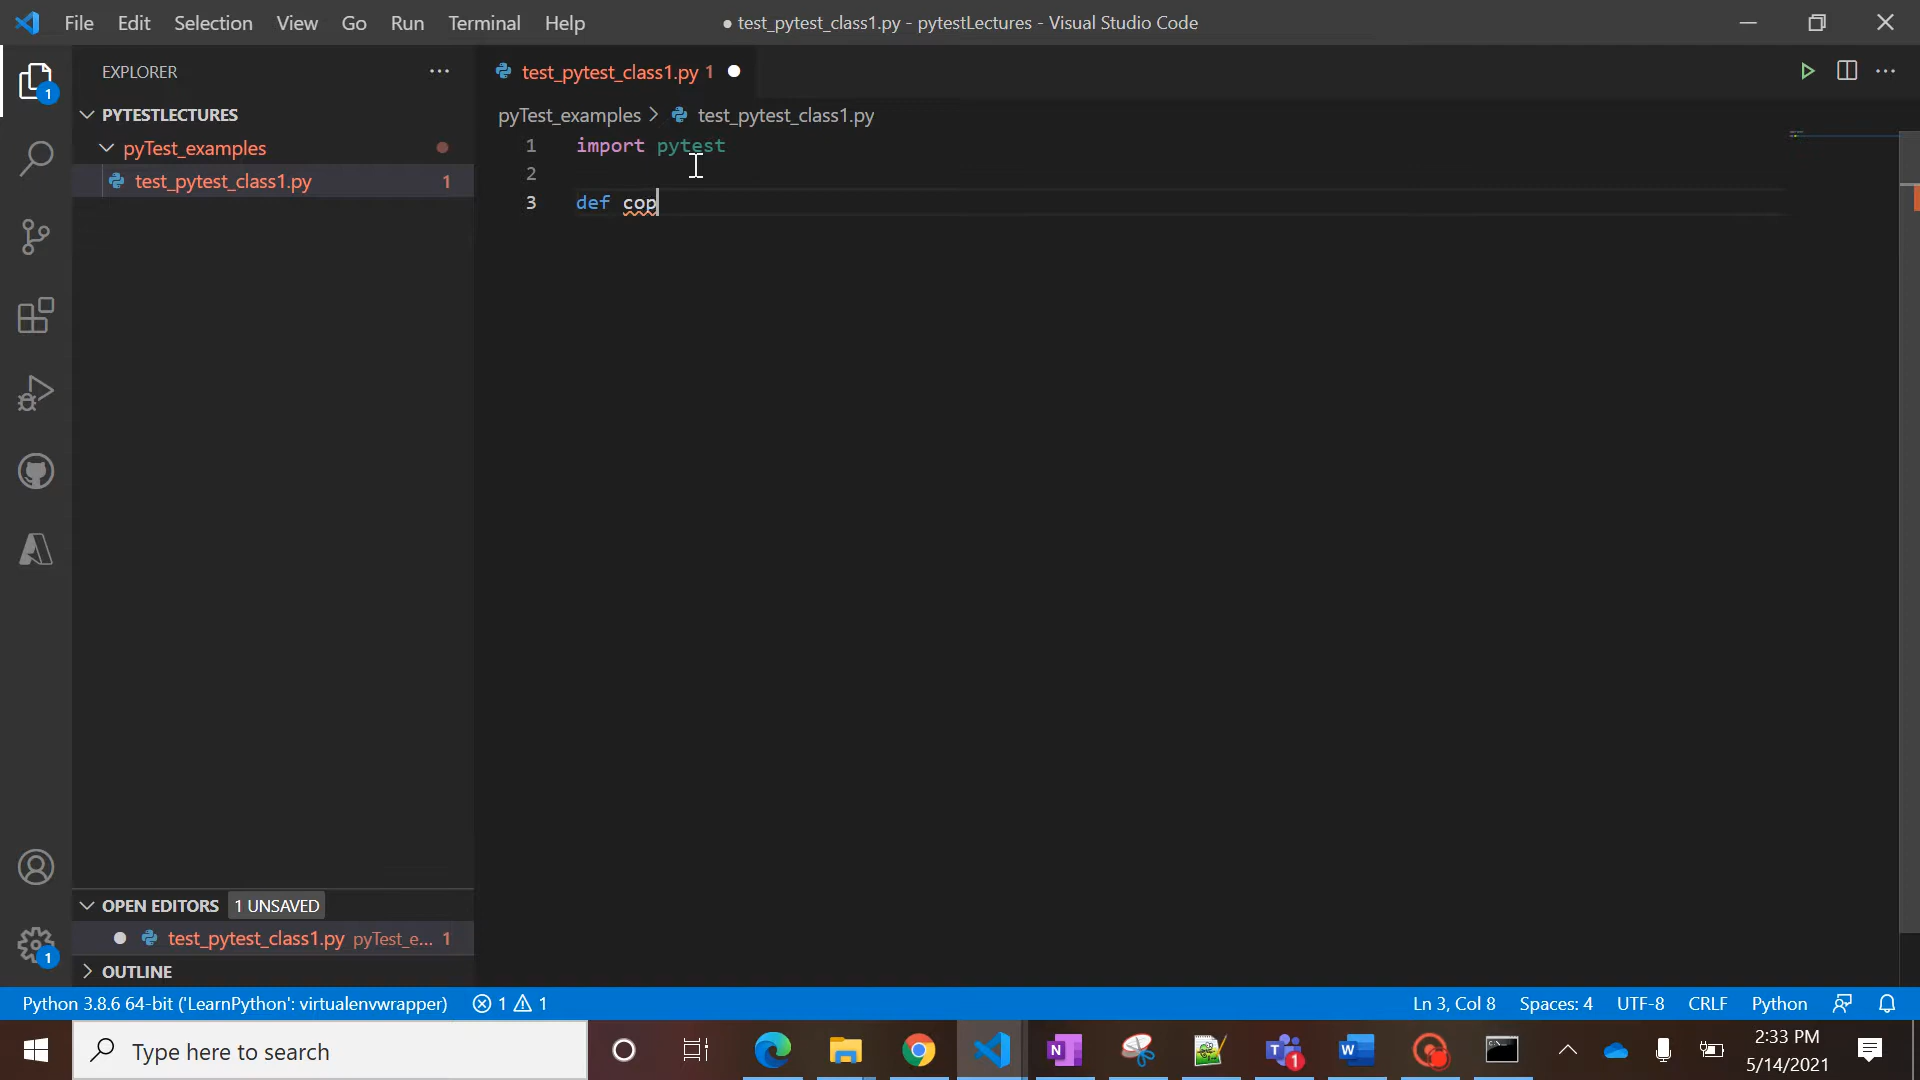 File Edit Selection View Go Run Terminal Help
● test_pytest_class1.py - pytestLectures - Visual Studio Code
EXPLORER
1
PYTESTLECTURES
pyTest_examples
test_pytest_class1.py 1
test_pytest_class1.py 1
pyTest_examples > test_pytest_class1.py
1 import pytest
2
3 def cop
OPEN EDITORS 1 UNSAVED
test_pytest_class1.py pyTest_e... 1
OUTLINE
1
Python 3.8.6 64-bit ('LearnPython': virtualenvwrapper) 1 1
Ln 3, Col 8 Spaces: 4 UTF-8 CRLF Python
Type here to search
1
2:33 PM
5/14/2021